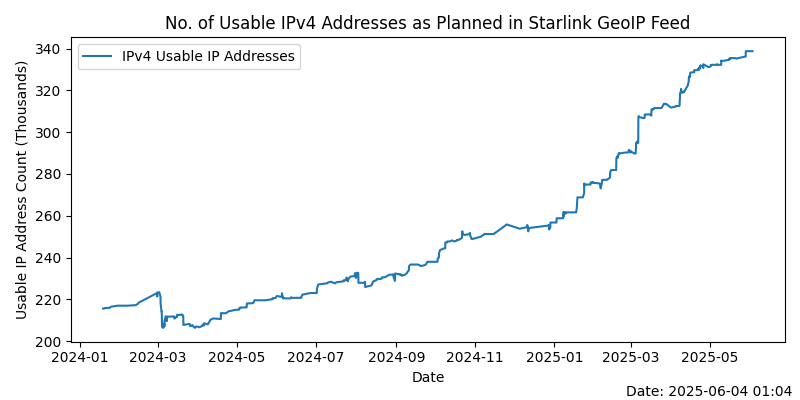 No. of Usable IPv4 Addresses as Planned in Starlink GeoIP Feed
IPv4 Usable IP Addresses
Usable IP Address Count (Thousands)
340
320
300
280
260
240
220
200
2024-01 2024-03 2024-05 2024-07 2024-09 2024-11 2025-01 2025-03 2025-05
Date
Date: 2025-06-04 01:04